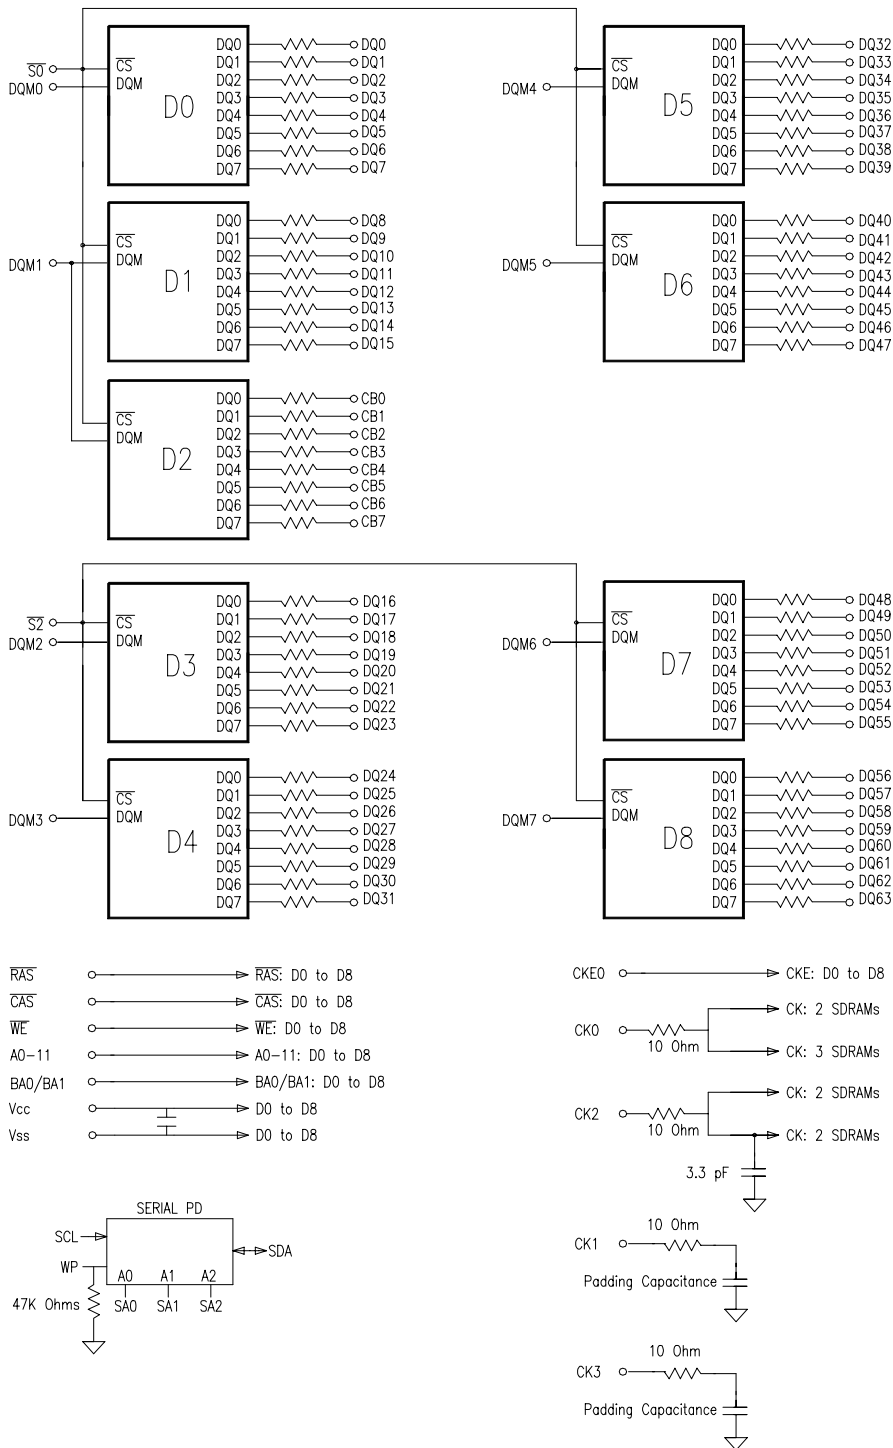 S0
DQM0
CS
DQM
D0
DQ0 DQ0
DQ1 DQ1
DQ2 DQ2
DQ3 DQ3
DQ4 DQ4
DQ5 DQ5
DQ6 DQ6
DQ7 DQ7
DQM4
CS
DQM
D5
DQ0 DQ32
DQ1 DQ33
DQ2 DQ34
DQ3 DQ35
DQ4 DQ36
DQ5 DQ37
DQ6 DQ38
DQ7 DQ39
DQM1
CS
DQM
D1
DQ0 DQ8
DQ1 DQ9
DQ2 DQ10
DQ3 DQ11
DQ4 DQ12
DQ5 DQ13
DQ6 DQ14
DQ7 DQ15
DQM5
CS
DQM
D6
DQ0 DQ40
DQ1 DQ41
DQ2 DQ42
DQ3 DQ43
DQ4 DQ44
DQ5 DQ45
DQ6 DQ46
DQ7 DQ47
CS
DQM
D2
DQ0 CB0
DQ1 CB1
DQ2 CB2
DQ3 CB3
DQ4 CB4
DQ5 CB5
DQ6 CB6
DQ7 CB7
S2
DQM2
CS
DQM
D3
DQ0 DQ16
DQ1 DQ17
DQ2 DQ18
DQ3 DQ19
DQ4 DQ20
DQ5 DQ21
DQ6 DQ22
DQ7 DQ23
DQM6
CS
DQM
D7
DQ0 DQ48
DQ1 DQ49
DQ2 DQ50
DQ3 DQ51
DQ4 DQ52
DQ5 DQ53
DQ6 DQ54
DQ7 DQ55
DQM3
CS
DQM
D4
DQ0 DQ24
DQ1 DQ25
DQ2 DQ26
DQ3 DQ27
DQ4 DQ28
DQ5 DQ29
DQ6 DQ30
DQ7 DQ31
DQM7
CS
DQM
D8
DQ0 DQ56
DQ1 DQ57
DQ2 DQ58
DQ3 DQ59
DQ4 DQ60
DQ5 DQ61
DQ6 DQ62
DQ7 DQ63
RAS RAS: D0 to D8
CAS CAS: D0 to D8
WE WE: D0 to D8
A0-11 A0-11: D0 to D8
BA0/BA1 BA0/BA1: D0 to D8
Vcc D0 to D8
Vss D0 to D8
CKE0 CKE: D0 to D8
CK: 2 SDRAMs
CK0
10 Ohm
CK: 3 SDRAMs
CK: 2 SDRAMs
CK2
10 Ohm
CK: 2 SDRAMs
3.3 pF
SERIAL PD
SCL
SDA
WP
A0 A1 A2
47K Ohms
SA0 SA1 SA2
10 Ohm
CK1
Padding Capacitance
10 Ohm
CK3
Padding Capacitance